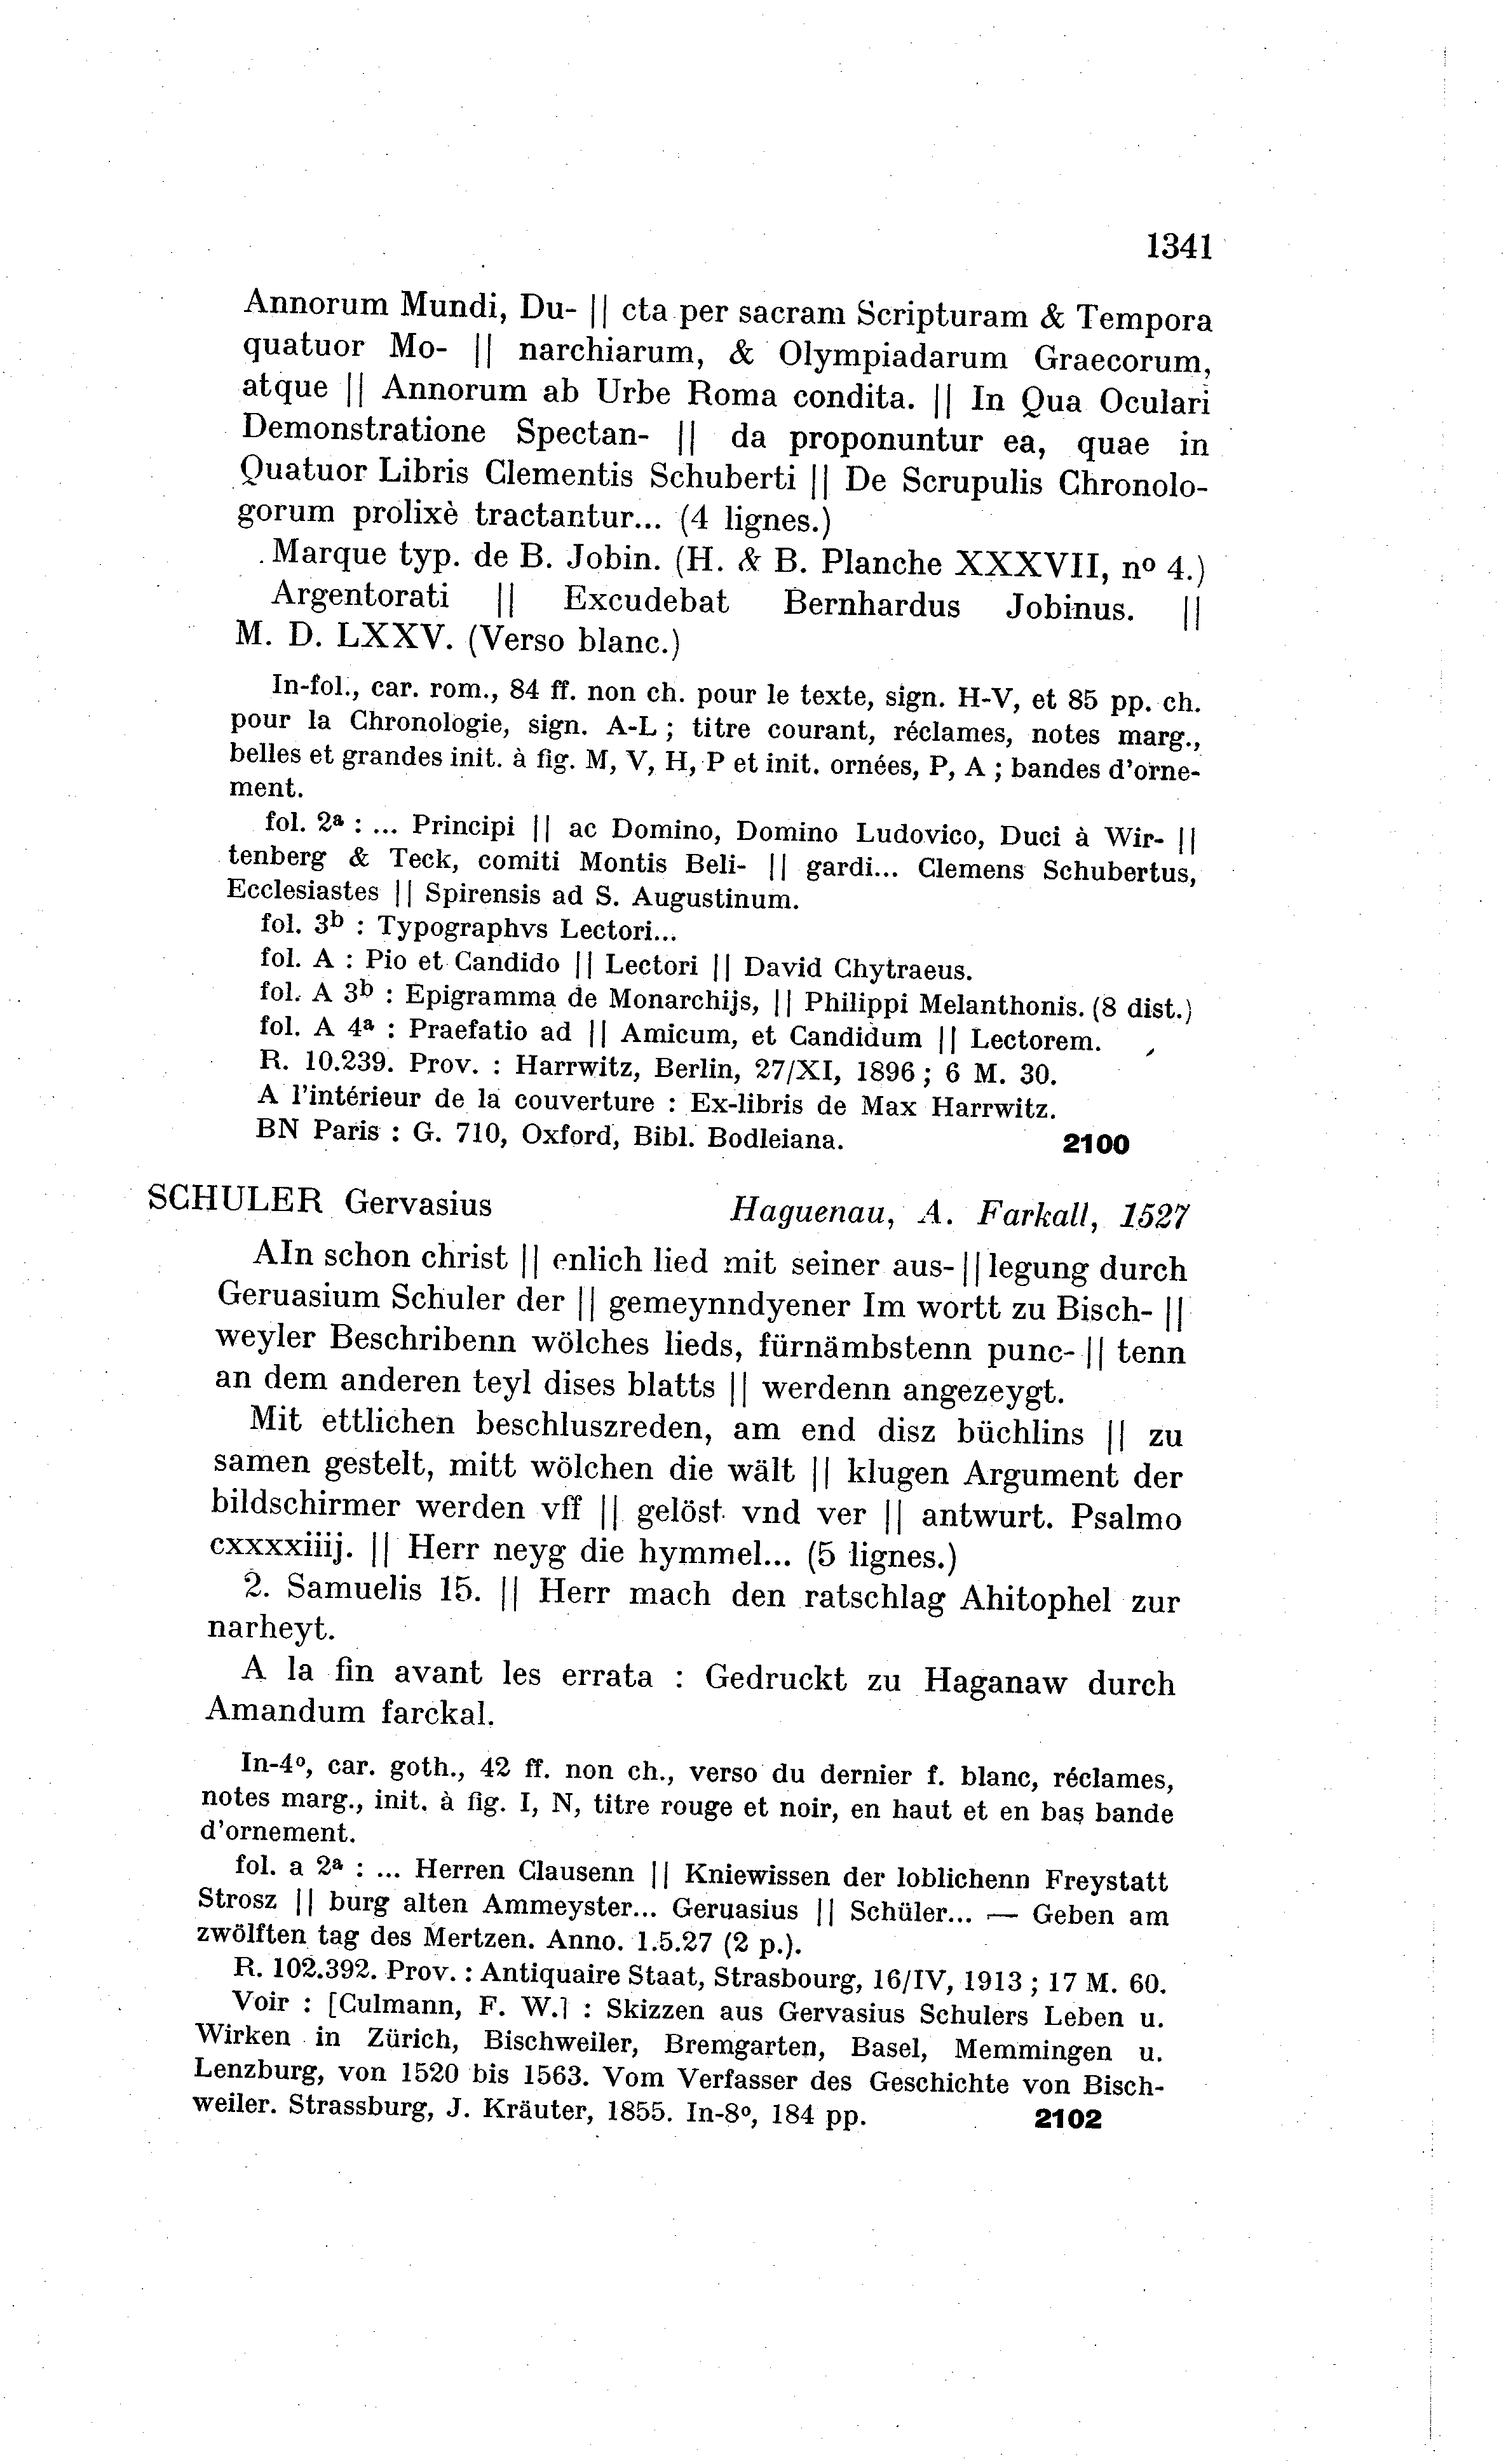 1341
Annorum Mundi, Du- || cta per sacram Scripturam & Tempora
quatuor Mo- || narchiarum, & Olympiadarum Graecorum,
atque || Annorum ab Urbe Roma condita. || In Qua Oculari
Demonstratione Spectan- || da proponuntur ea, quae in
Quatuor Libris Clementis Schuberti || De Scrupulis Chronolo-
gorum prolixè tractantur... (4 lignes.)
Marque typ. de B. Jobin. (H. & B. Planche XXXVII, nº 4.)
Argentorati || Excudebat Bernhardus Jobinus. ||
M. D. LXXV. (Verso blanc.)
In-fol., car. rom., 84 ff. non ch. pour le texte, sign. H-V, et 85 pp. ch.
pour la Chronologie, sign. A-L ; titre courant, réclames, notes marg.,
belles et grandes init. à fig. M, V, H, P et init. ornées, P, A ; bandes d'orne-
ment.
fol. 2ª : ... Principi || ac Domino, Domino Ludovico, Duci à Wir- ||
tenberg & Teck, comiti Montis Beli- || gardi... Clemens Schubertus,
Ecclesiastes || Spirensis ad S. Augustinum.
fol. 3ᵇ : Typographvs Lectori...
fol. A : Pio et Candido || Lectori || David Chytraeus.
fol. A 3ᵇ : Epigramma de Monarchijs, || Philippi Melanthonis. (8 dist.)
fol. A 4ª : Praefatio ad || Amicum, et Candidum || Lectorem.
R. 10.239. Prov. : Harrwitz, Berlin, 27/XI, 1896 ; 6 M. 30.
A l'intérieur de la couverture : Ex-libris de Max Harrwitz.
BN Paris : G. 710, Oxford, Bibl. Bodleiana. 2100
SCHULER Gervasius Haguenau, A. Farkall, 1527
AIn schon christ || enlich lied mit seiner aus- || legung durch
Geruasium Schuler der || gemeynndyener Im wortt zu Bisch- ||
weyler Beschribenn wölches lieds, fürnämbstenn punc- || tenn
an dem anderen teyl dises blatts || werdenn angezeygt.
Mit ettlichen beschluszreden, am end disz büchlins || zu
samen gestelt, mitt wölchen die wält || klugen Argument der
bildschirmer werden vff || gelöst vnd ver || antwurt. Psalmo
cxxxxiiij. || Herr neyg die hymmel... (5 lignes.)
2. Samuelis 15. || Herr mach den ratschlag Ahitophel zur
narheyt.
A la fin avant les errata : Gedruckt zu Haganaw durch
Amandum farckal.
In-4º, car. goth., 42 ff. non ch., verso du dernier f. blanc, réclames,
notes marg., init. à fig. I, N, titre rouge et noir, en haut et en bas bande
d'ornement.
fol. a 2ª : ... Herren Clausenn || Kniewissen der loblichenn Freystatt
Strosz || burg alten Ammeyster... Geruasius || Schüler... — Geben am
zwölften tag des Mertzen. Anno. 1.5.27 (2 p.).
R. 102.392. Prov. : Antiquaire Staat, Strasbourg, 16/IV, 1913 ; 17 M. 60.
Voir : [Culmann, F. W.] : Skizzen aus Gervasius Schulers Leben u.
Wirken in Zürich, Bischweiler, Bremgarten, Basel, Memmingen u.
Lenzburg, von 1520 bis 1563. Vom Verfasser des Geschichte von Bisch-
weiler. Strassburg, J. Kräuter, 1855. In-8º, 184 pp. 2102